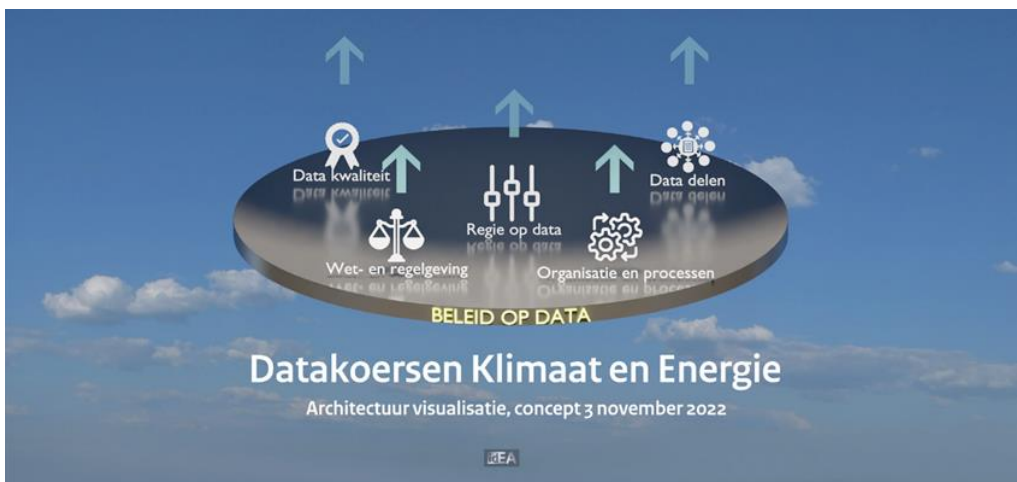 Data kwaliteit
Data delen
Regie op data
Wet- en regelgeving
Organisatie en processen
BELEID OP DATA
Datakoersen Klimaat en Energie
Architectuur visualisatie, concept 3 november 2022
idEA